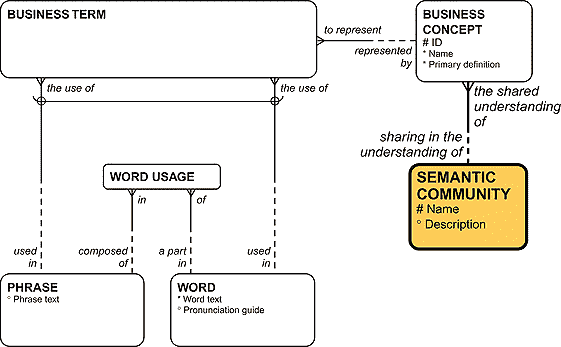 BUSINESS TERM
to represent
represented
by
BUSINESS
CONCEPT
# ID
* Name
* Primary definition
the use of
the use of
the shared
understanding
of
sharing in the
understanding of
SEMANTIC
COMMUNITY
# Name
° Description
WORD USAGE
in
of
used
in
composed
of
a part
in
used
in
PHRASE
° Phrase text
WORD
* Word text
° Pronunciation guide